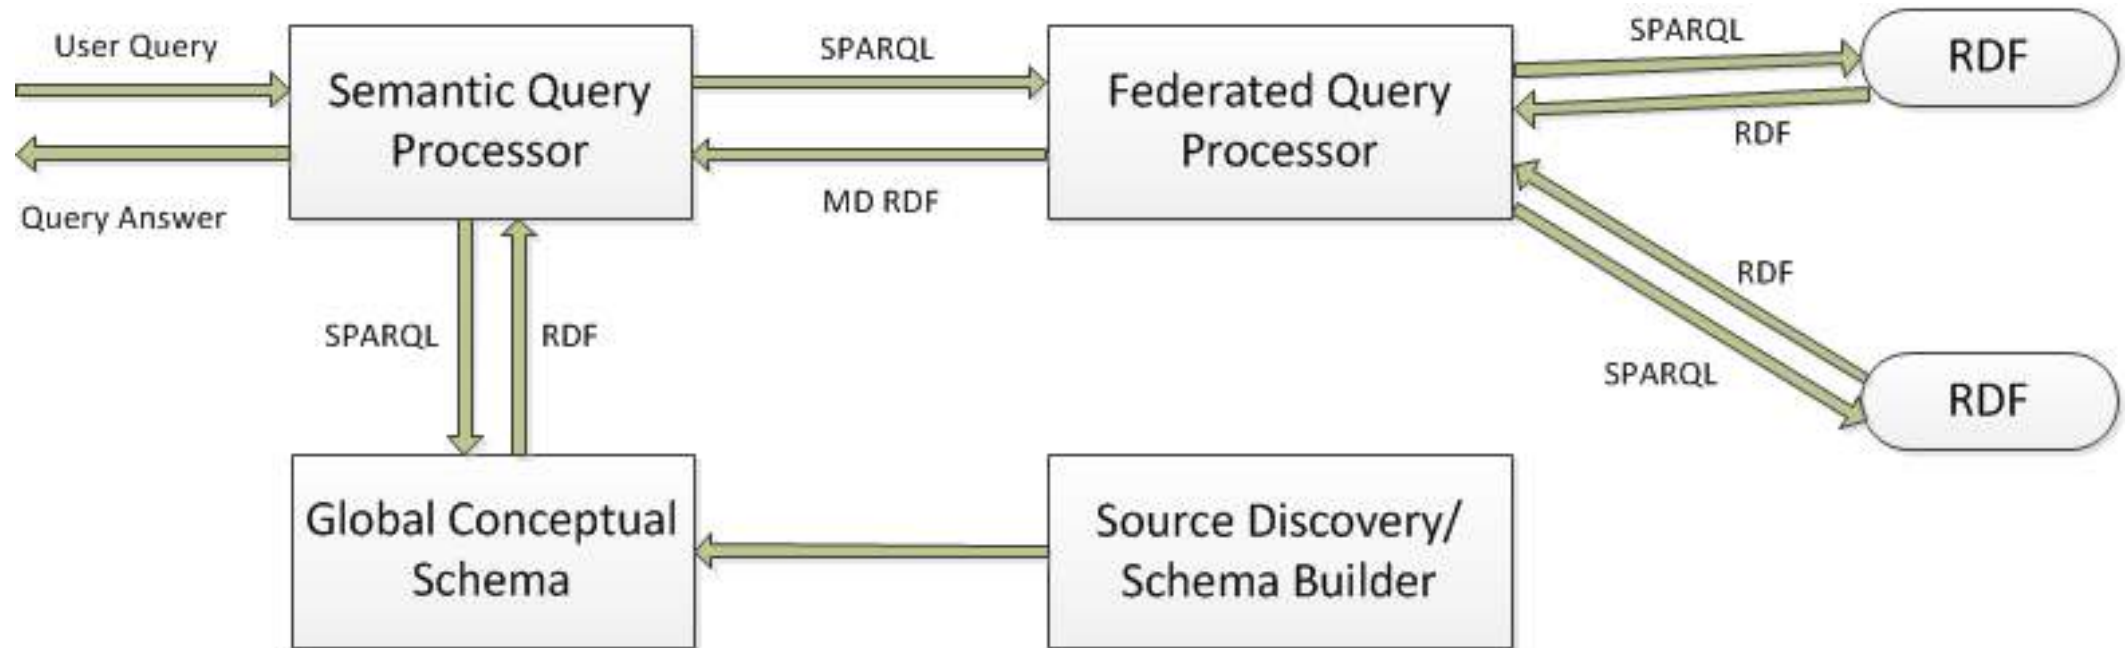 User Query
Semantic Query
Processor
Query Answer
SPARQL
MD RDF
Federated Query
Processor
SPARQL
RDF
RDF
RDF
SPARQL
RDF
SPARQL
RDF
Global Conceptual
Schema
Source Discovery/
Schema Builder